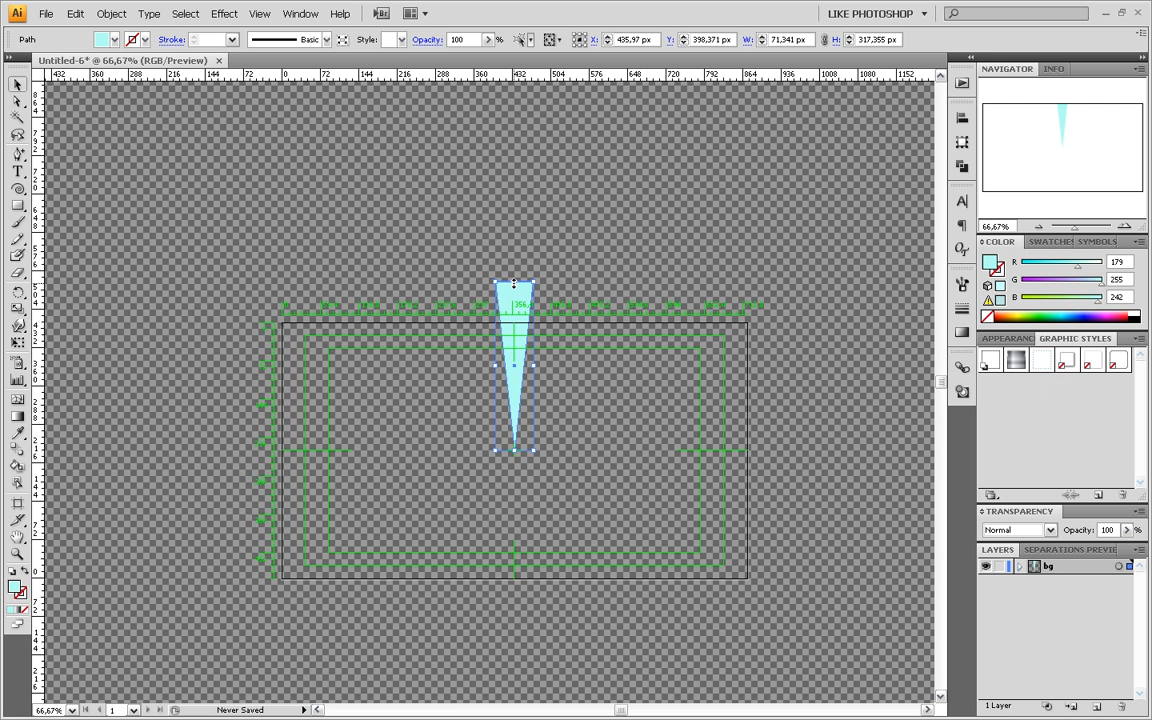 Ai File Edit Object Type Select Effect View Window Help Br LIKE PHOTOSHOP
Path Stroke: Basic Style: Opacity: 100 % X: 435,97 px Y: 398,371 px W: 71,341 px H: 317,355 px
Untitled-6* @ 66,67% (RGB/Preview)
432 360 288 216 144 72 0 72 144 216 288 360 432 504 576 648 720 792 864 936 1008 1080 1152
NAVIGATOR INFO
66,67%
COLOR SWATCHES SYMBOLS
R 179
G 255
B 242
APPEARANC GRAPHIC STYLES
TRANSPARENCY
Normal Opacity: 100 %
LAYERS SEPARATIONS PREVIE
bg
1 Layer
66,67% 1 Never Saved